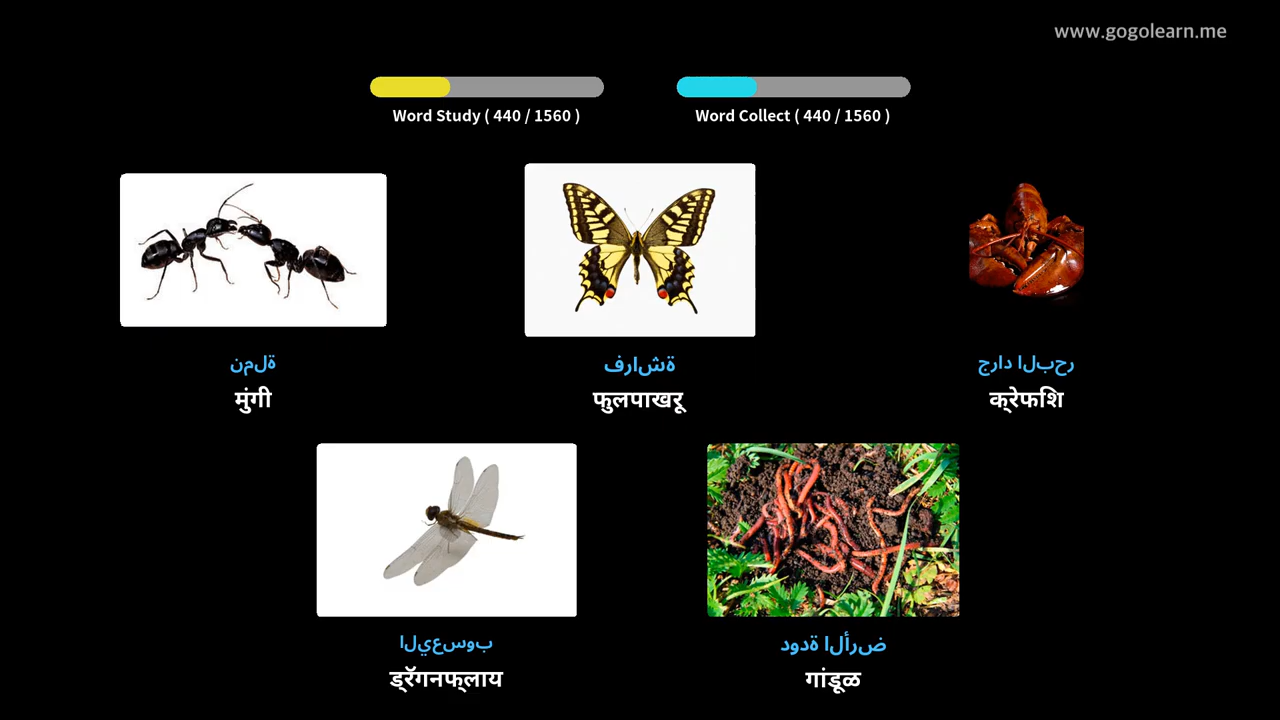 www.gogolearn.me
Word Study ( 440 / 1560 )
Word Collect ( 440 / 1560 )
نملة
فراشة
جراد البحر
मुंगी
फुलपाखरू
क्रेफिश
اليعسوب
دودة الأرض
ड्रॅगनफ्लाय
गांडूळ